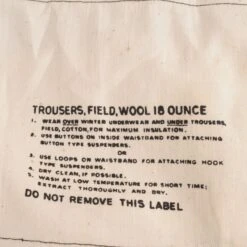 TROUSERS, FIELD, WOOL 18 OUNCE
1. WEAR OVER WINTER UNDERWEAR AND UNDER TROUSERS,
FIELD, COTTON, FOR MAXIMUM INSULATION.
2. USE BUTTONS ON INSIDE WAISTBAND FOR ATTACHING
BUTTON TYPE SUSPENDERS.
OR
3. USE LOOPS OR WAISTBAND FOR ATTACHING HOOK
TYPE SUSPENDERS.
4. DRY CLEAN, IF POSSIBLE.
5. WASH AT LOW TEMPERATURE FOR SHORT TIME;
EXTRACT THOROUGHLY AND DRY.
DO NOT REMOVE THIS LABEL